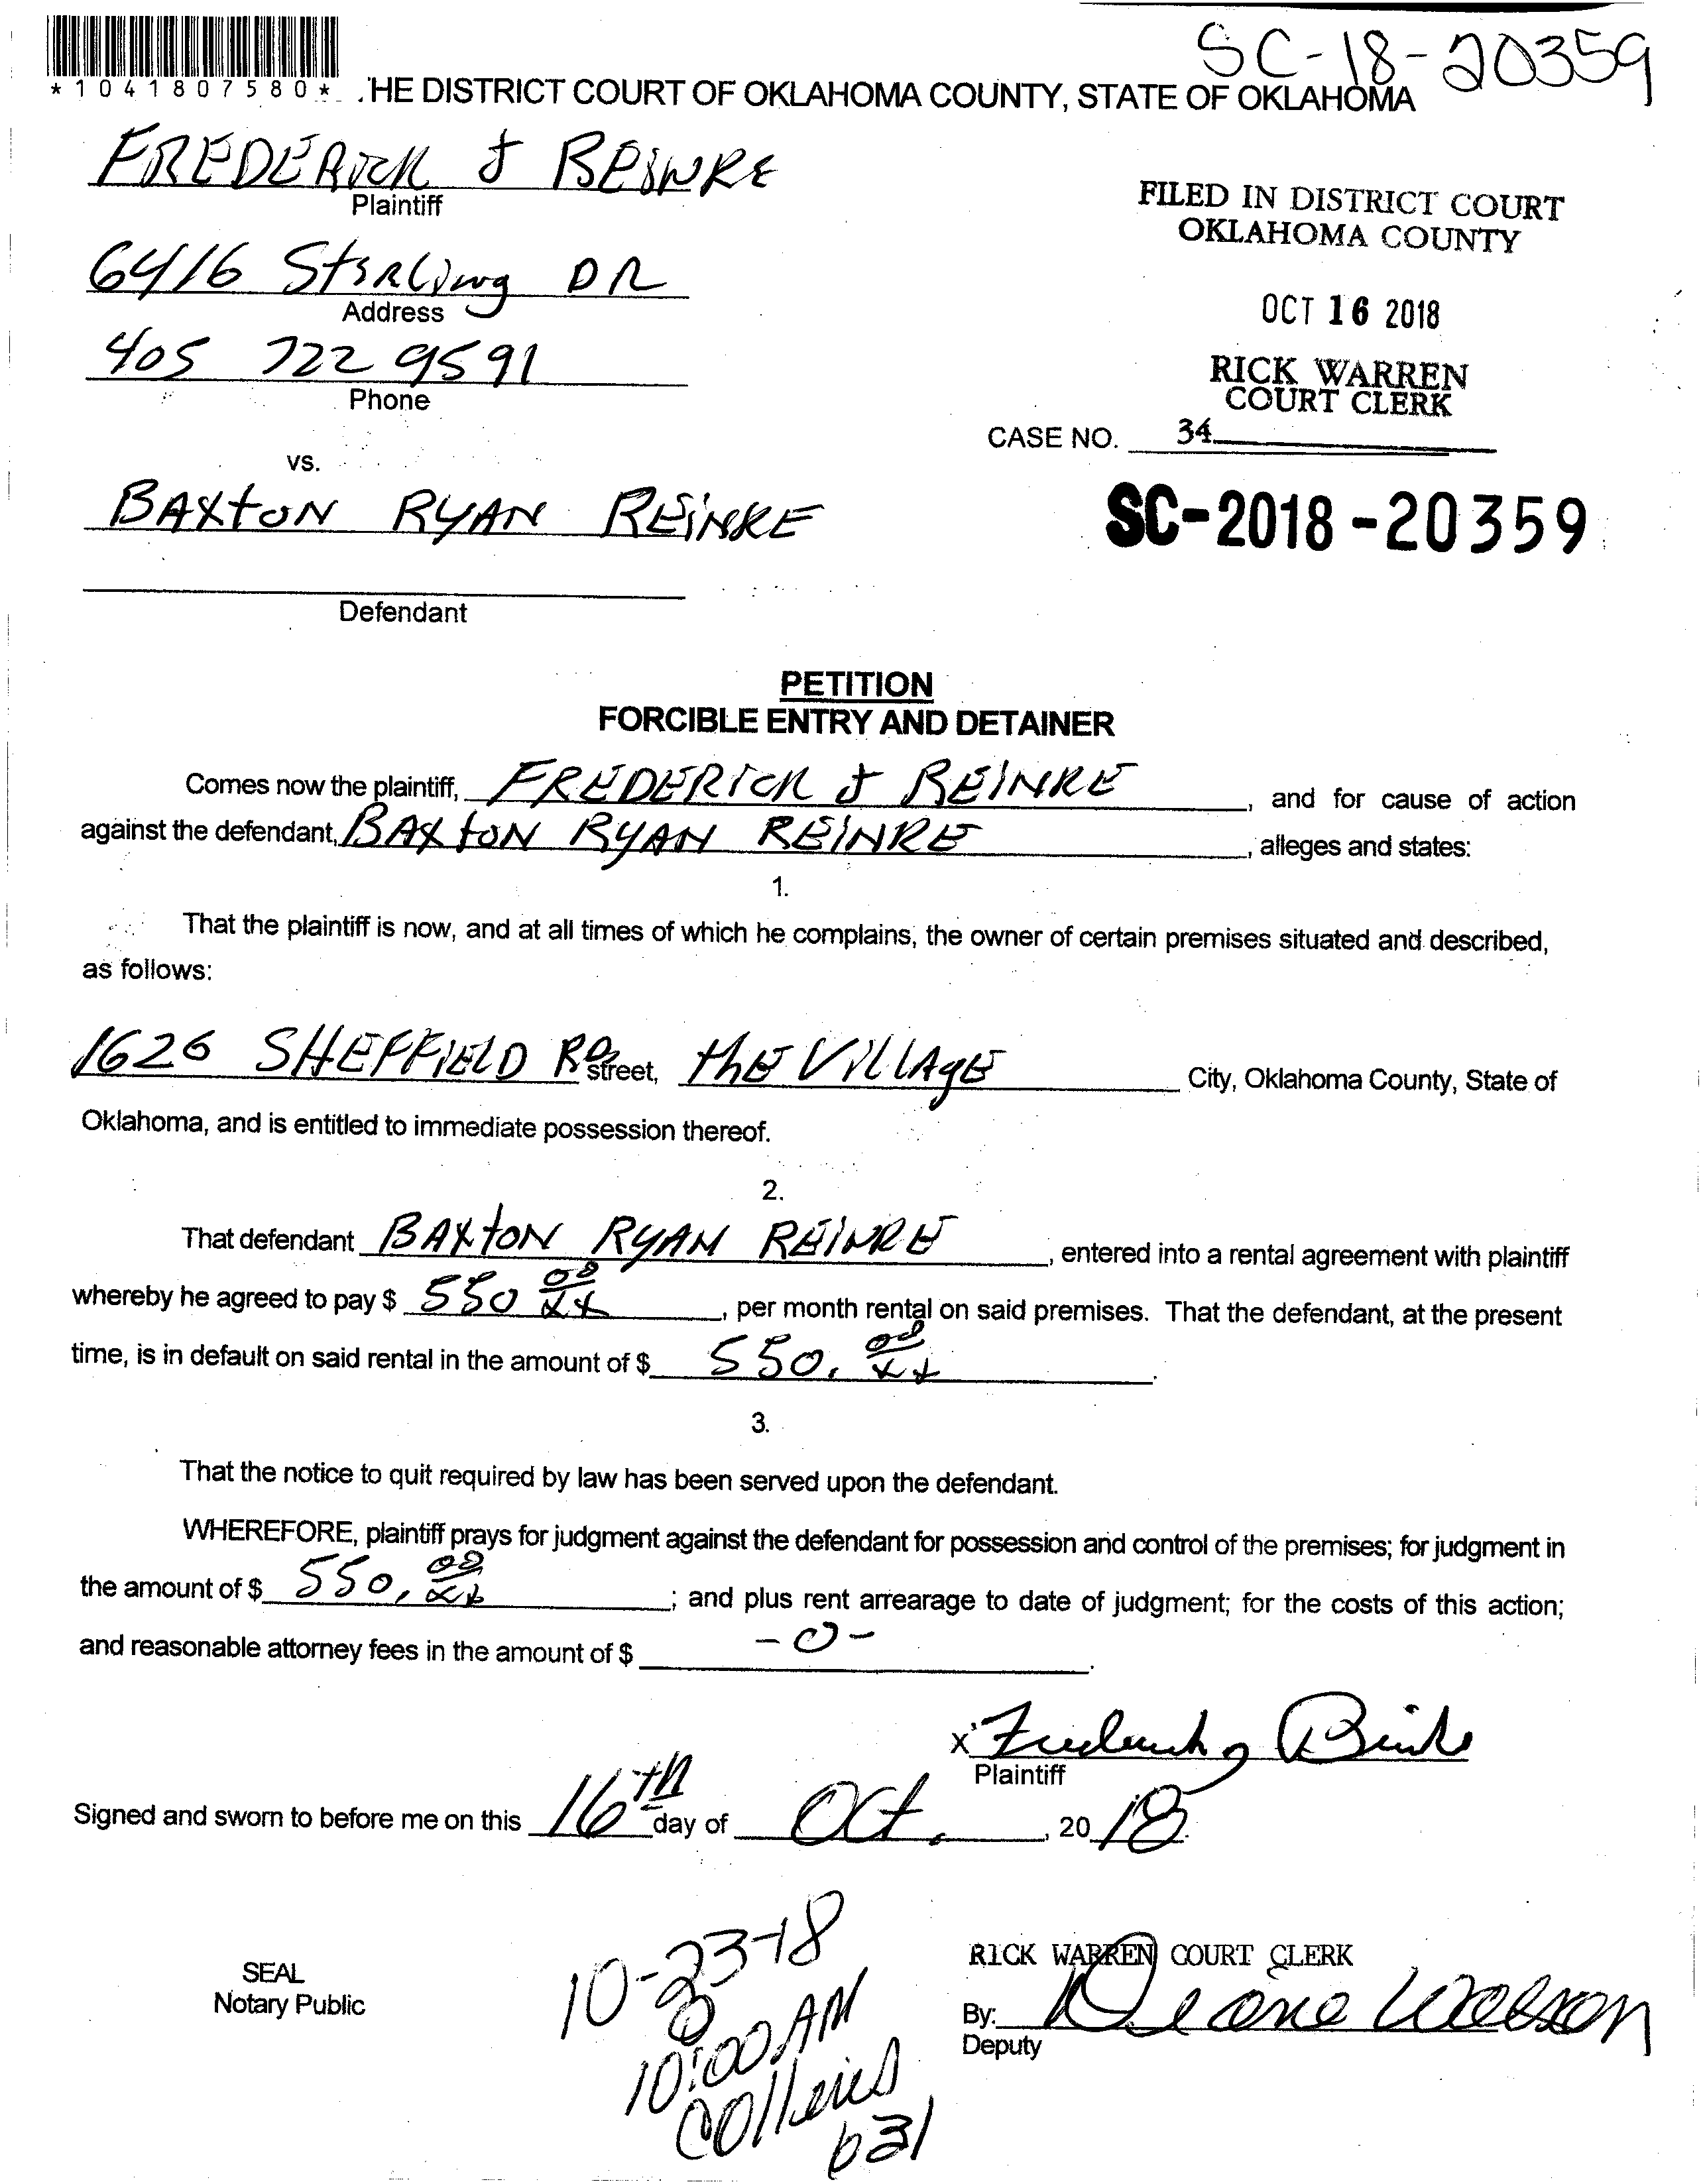 SC-18-20359
*1041807580*
.HE DISTRICT COURT OF OKLAHOMA COUNTY, STATE OF OKLAHOMA
FREDERICK J REINKE
Plaintiff
6416 Sterling DR
Address
405 722 9591
Phone
FILED IN DISTRICT COURT
OKLAHOMA COUNTY
OCT 16 2018
RICK WARREN
COURT CLERK
CASE NO. 34
vs.
BAXTON RYAN REINKE
SC-2018-20359
Defendant
PETITION
FORCIBLE ENTRY AND DETAINER
Comes now the plaintiff, FREDERICK J REINKE, and for cause of action
against the defendant, BAXTON RYAN REINKE, alleges and states:
1.
That the plaintiff is now, and at all times of which he complains, the owner of certain premises situated and described,
as follows:
1626 SHEFFIELD RD Street, thE VILLAgE City, Oklahoma County, State of
Oklahoma, and is entitled to immediate possession thereof.
2.
That defendant BAXTON RYAN REINKE, entered into a rental agreement with plaintiff
whereby he agreed to pay $ 550 00/xx, per month rental on said premises. That the defendant, at the present
time, is in default on said rental in the amount of $ 550. 00/xx.
3.
That the notice to quit required by law has been served upon the defendant.
WHEREFORE, plaintiff prays for judgment against the defendant for possession and control of the premises; for judgment in
the amount of $ 550. 00/xx; and plus rent arrearage to date of judgment; for the costs of this action;
and reasonable attorney fees in the amount of $ -0-.
X Frederick J Reinke
Plaintiff
Signed and sworn to before me on this 16th day of Oct., 2018.
SEAL
Notary Public
10-23-18
10:00 AM
631
RICK WARREN COURT CLERK
By: Diane Watson
Deputy